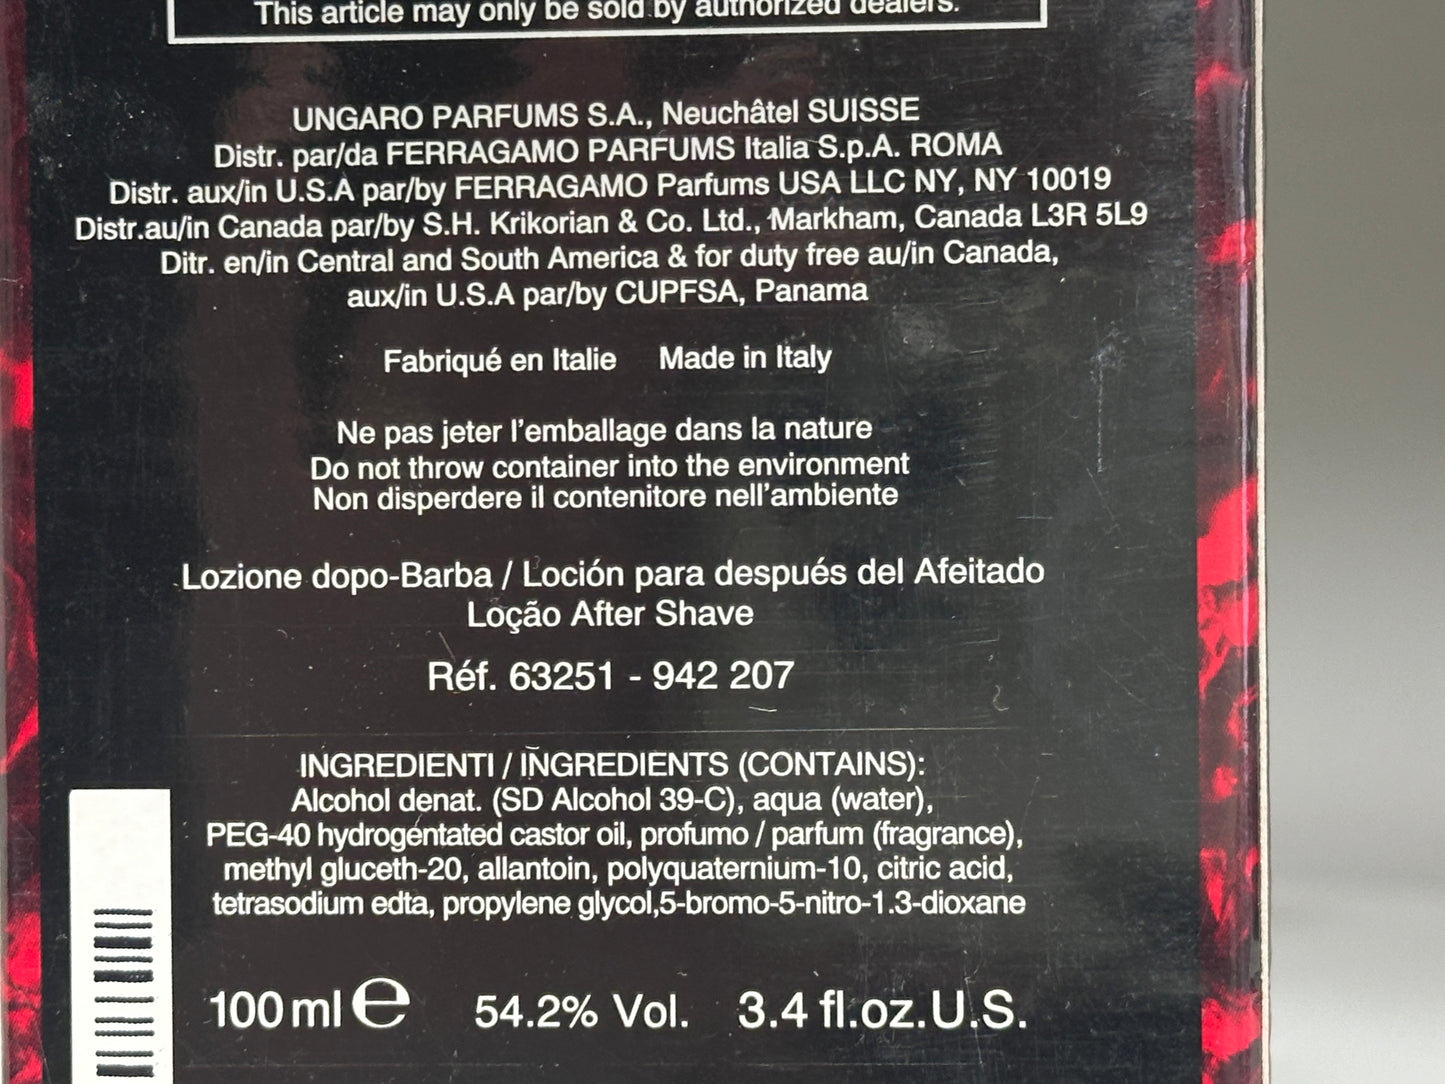 This article may only be sold by authorized dealers.
UNGARO PARFUMS S.A., Neuchâtel SUISSE
Distr. par/da FERRAGAMO PARFUMS Italia S.p.A. ROMA
Distr. aux/in U.S.A par/by FERRAGAMO Parfums USA LLC NY, NY 10019
Distr.au/in Canada par/by S.H. Krikorian & Co. Ltd., Markham, Canada L3R 5L9
Ditr. en/in Central and South America & for duty free au/in Canada,
aux/in U.S.A par/by CUPFSA, Panama
Fabriqué en Italie Made in Italy
Ne pas jeter l'emballage dans la nature
Do not throw container into the environment
Non disperdere il contenitore nell'ambiente
Lozione dopo-Barba / Loción para después del Afeitado
Loção After Shave
Réf. 63251 - 942 207
INGREDIENTI / INGREDIENTS (CONTAINS):
Alcohol denat. (SD Alcohol 39-C), aqua (water),
PEG-40 hydrogentated castor oil, profumo / parfum (fragrance),
methyl gluceth-20, allantoin, polyquaternium-10, citric acid,
tetrasodium edta, propylene glycol,5-bromo-5-nitro-1.3-dioxane
100 ml e 54.2% Vol. 3.4 fl.oz.U.S.